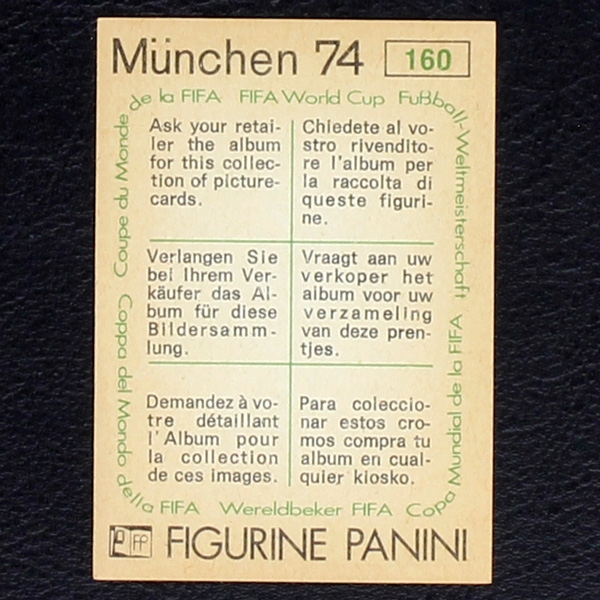 München 74 160
de la FIFA FIFA World Cup Fußball-Weltmeisterschaft
Ask your retai-
ler the album
for this collec-
tion of picture-
cards.
Chiedete al vo-
stro rivendito-
re l'album per
la raccolta di
queste figuri-
ne.
Verlangen Sie
bei Ihrem Ver-
käufer das Al-
bum für diese
Bildersamm-
lung.
Vraagt aan uw
verkoper het
album voor uw
verzameling
van deze pren-
tjes.
Demandez à vo-
tre détaillant
l'Album pour
la collection
de ces images.
Para coleccio-
nar estos cro-
mos compra tu
album en cual-
quier kiosko.
Coupe du Monde
Coppa del Mondo della FIFA Wereldbeker FIFA Copa Mundial de la FIFA
FP FIGURINE PANINI